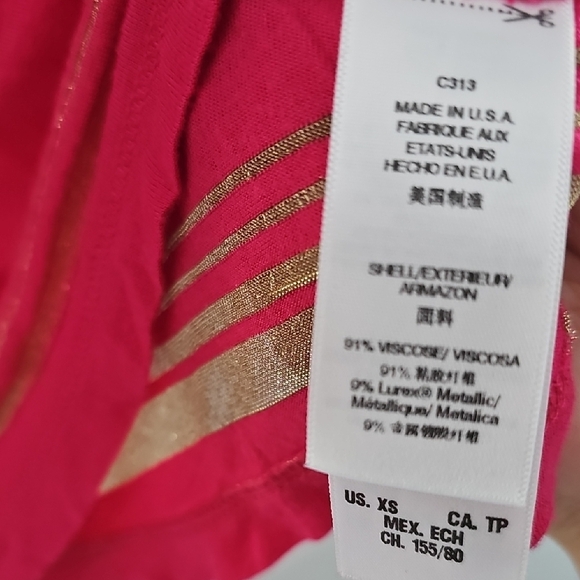 C313
MADE IN U.S.A.
FABRIQUE AUX
ETATS-UNIS
HECHO EN E.U.A.
美国制造
SHELL/EXTERIEUR/
ARMAZON
面料
91% VISCOSE/ VISCOSA
91% 粘胶纤维
9% Lurex® Metallic/
Métallique/ Metalica
9% 金属镀膜纤维
US. XS CA. TP
MEX. ECH
CH. 155/80